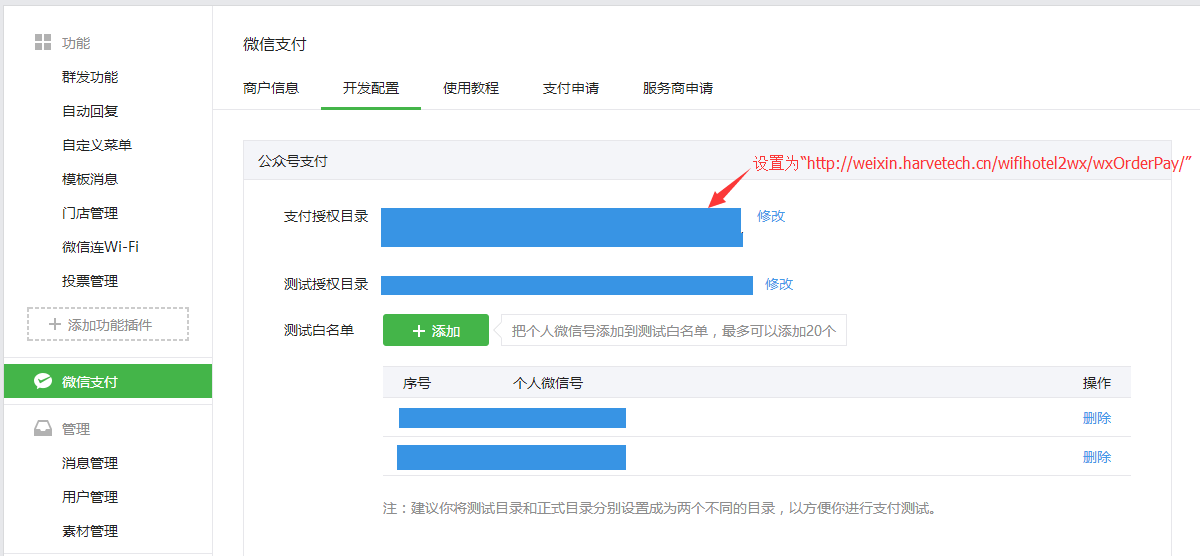 功能
群发功能
自动回复
自定义菜单
模板消息
门店管理
微信连Wi-Fi
投票管理
添加功能插件
微信支付
管理
消息管理
用户管理
素材管理
微信支付
商户信息 开发配置 使用教程 支付申请 服务商申请
公众号支付
设置为“http://weixin.harvetech.cn/wifihotel2wx/wxOrderPay/”
支付授权目录 修改
测试授权目录 修改
测试白名单 添加 把个人微信号添加到测试白名单，最多可以添加20个
序号 个人微信号 操作
删除
删除
注：建议你将测试目录和正式目录分别设置成为两个不同的目录，以方便你进行支付测试。